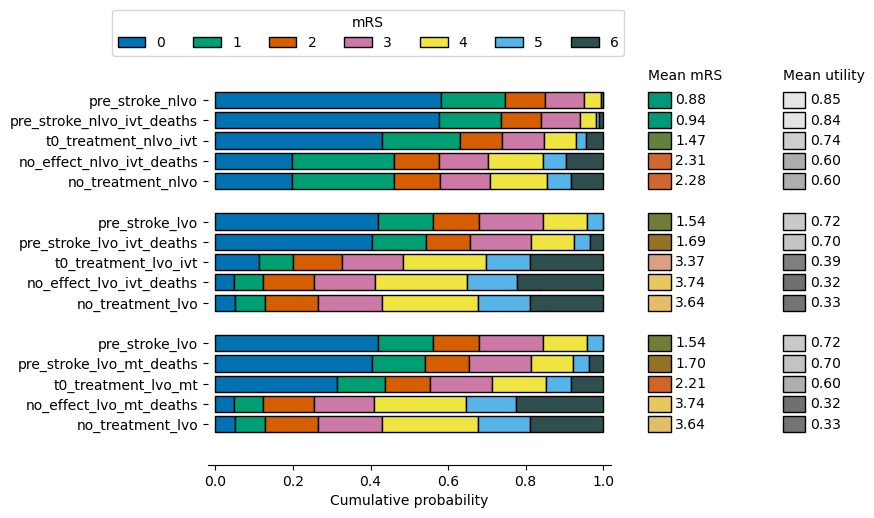 mRS
0 1 2 3 4 5 6
Mean mRS Mean utility
pre_stroke_nlvo 0.88 0.85
pre_stroke_nlvo_ivt_deaths 0.94 0.84
t0_treatment_nlvo_ivt 1.47 0.74
no_effect_nlvo_ivt_deaths 2.31 0.60
no_treatment_nlvo 2.28 0.60
pre_stroke_lvo 1.54 0.72
pre_stroke_lvo_ivt_deaths 1.69 0.70
t0_treatment_lvo_ivt 3.37 0.39
no_effect_lvo_ivt_deaths 3.74 0.32
no_treatment_lvo 3.64 0.33
pre_stroke_lvo 1.54 0.72
pre_stroke_lvo_mt_deaths 1.70 0.70
t0_treatment_lvo_mt 2.21 0.60
no_effect_lvo_mt_deaths 3.74 0.32
no_treatment_lvo 3.64 0.33
0.0 0.2 0.4 0.6 0.8 1.0
Cumulative probability